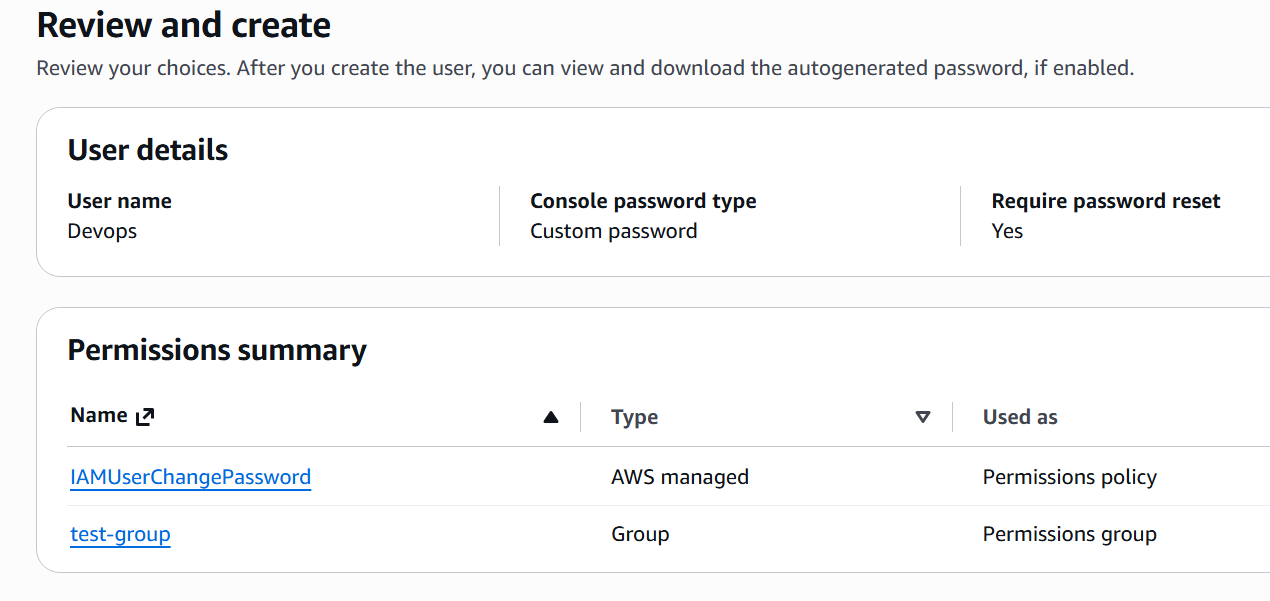 Review and create
Review your choices. After you create the user, you can view and download the autogenerated password, if enabled.
User details
User name
Devops
Console password type
Custom password
Require password reset
Yes
Permissions summary
Name Type Used as
IAMUserChangePassword AWS managed Permissions policy
test-group Group Permissions group